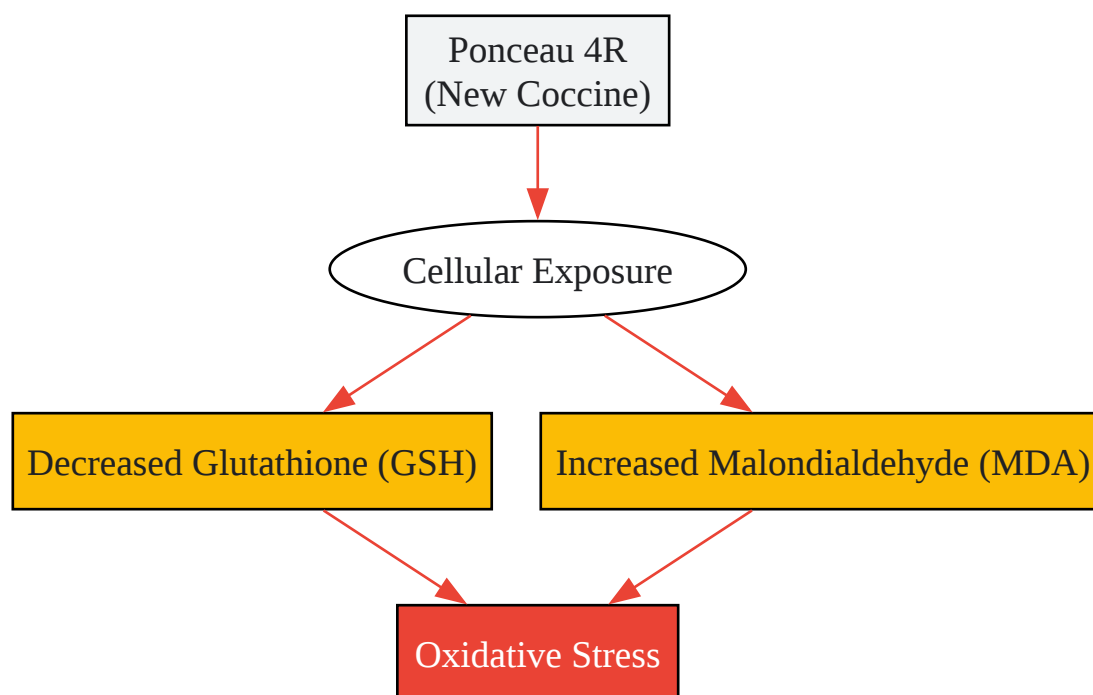 Ponceau 4R
(New Coccine)
Cellular Exposure
Decreased Glutathione (GSH)
Increased Malondialdehyde (MDA)
Oxidative Stress